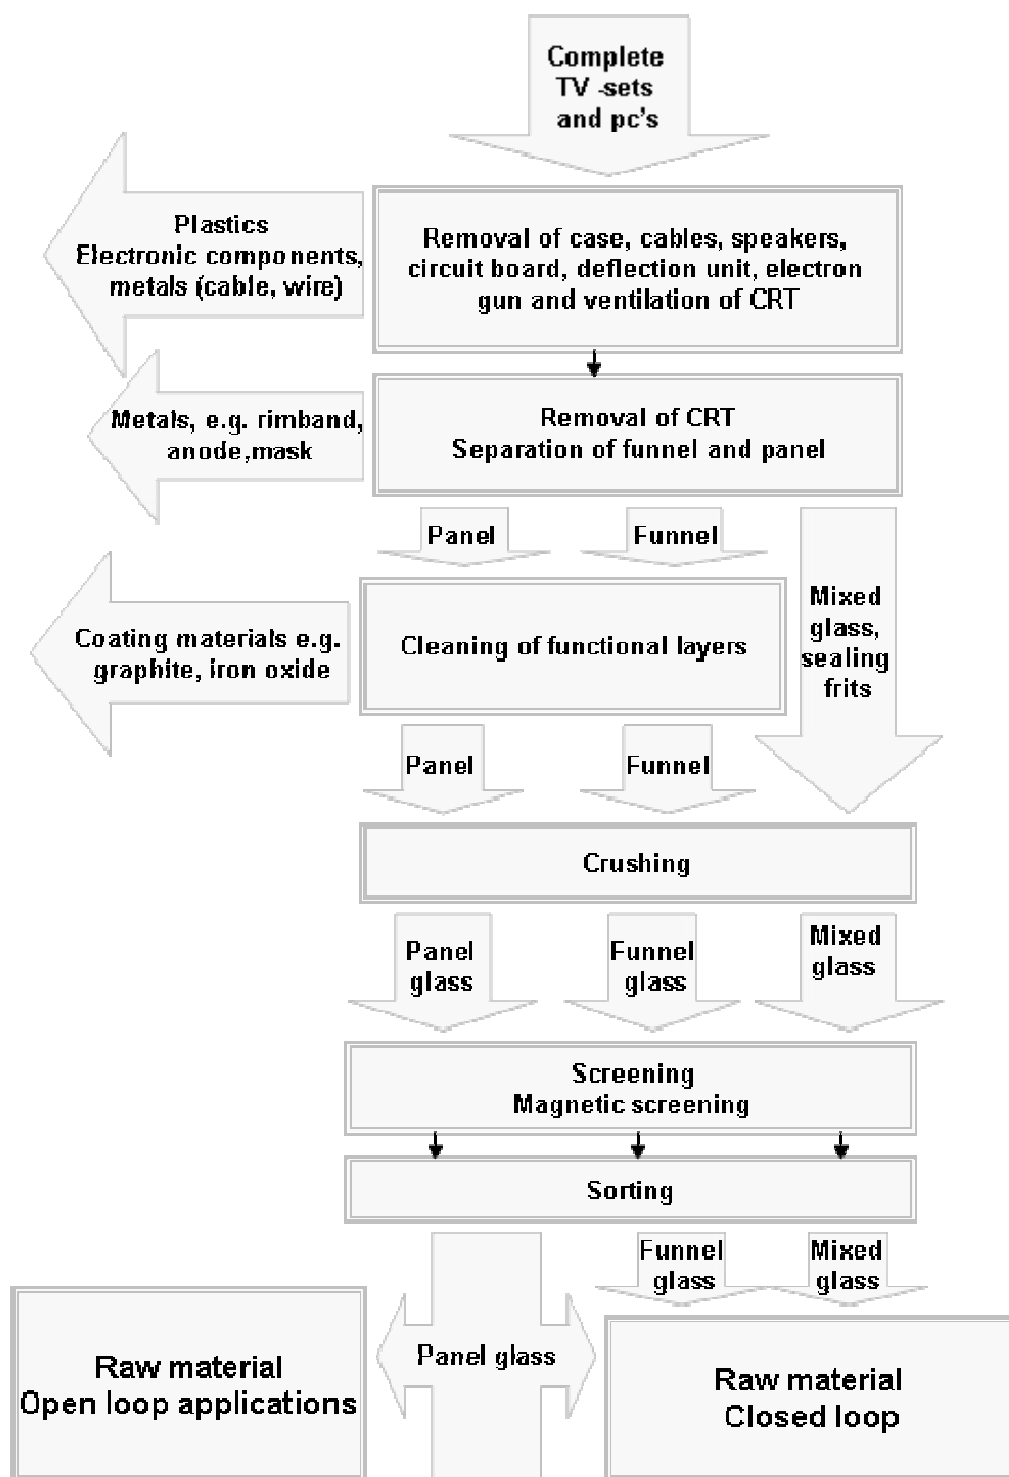 Complete
TV -sets
and pc's
Plastics
Electronic components,
metals (cable, wire)
Removal of case, cables, speakers,
circuit board, deflection unit, electron
gun and ventilation of CRT
Metals, e.g. rimband,
anode ,mask
Removal of CRT
Separation of funnel and panel
Panel
Funnel
Mixed
glass,
sealing
frits
Coating materials e.g.
graphite, iron oxide
Cleaning of functional layers
Panel
Funnel
Crushing
Panel
glass
Funnel
glass
Mixed
glass
Screening
Magnetic screening
Sorting
Funnel
glass
Mixed
glass
Raw material
Open loop applications
Panel glass
Raw material
Closed loop